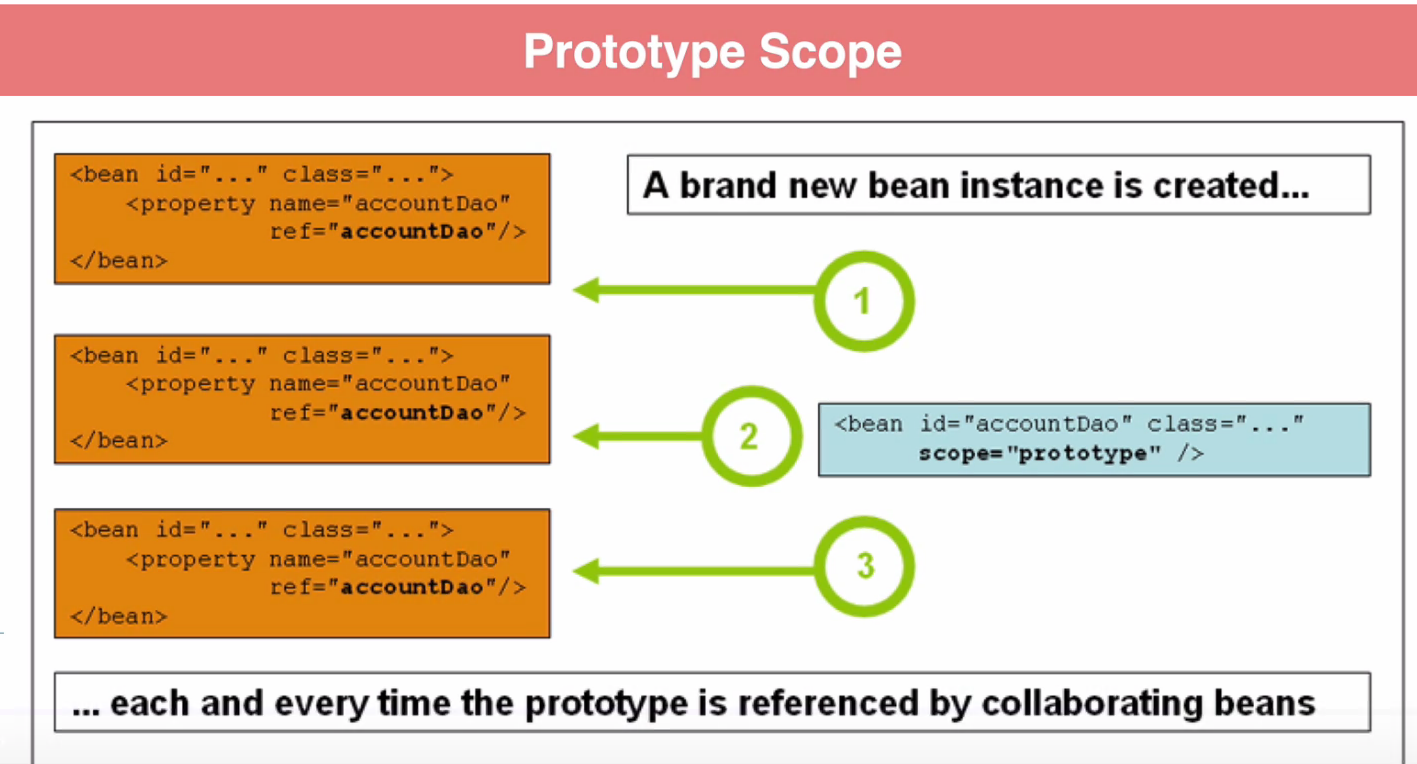 Prototype Scope
<bean id="..." class="...">
<property name="accountDao"
ref="accountDao"/>
</bean>
A brand new bean instance is created...
1
<bean id="..." class="...">
<property name="accountDao"
ref="accountDao"/>
</bean>
2
<bean id="accountDao" class="..."
scope="prototype" />
<bean id="..." class="...">
<property name="accountDao"
ref="accountDao"/>
</bean>
3
... each and every time the prototype is referenced by collaborating beans